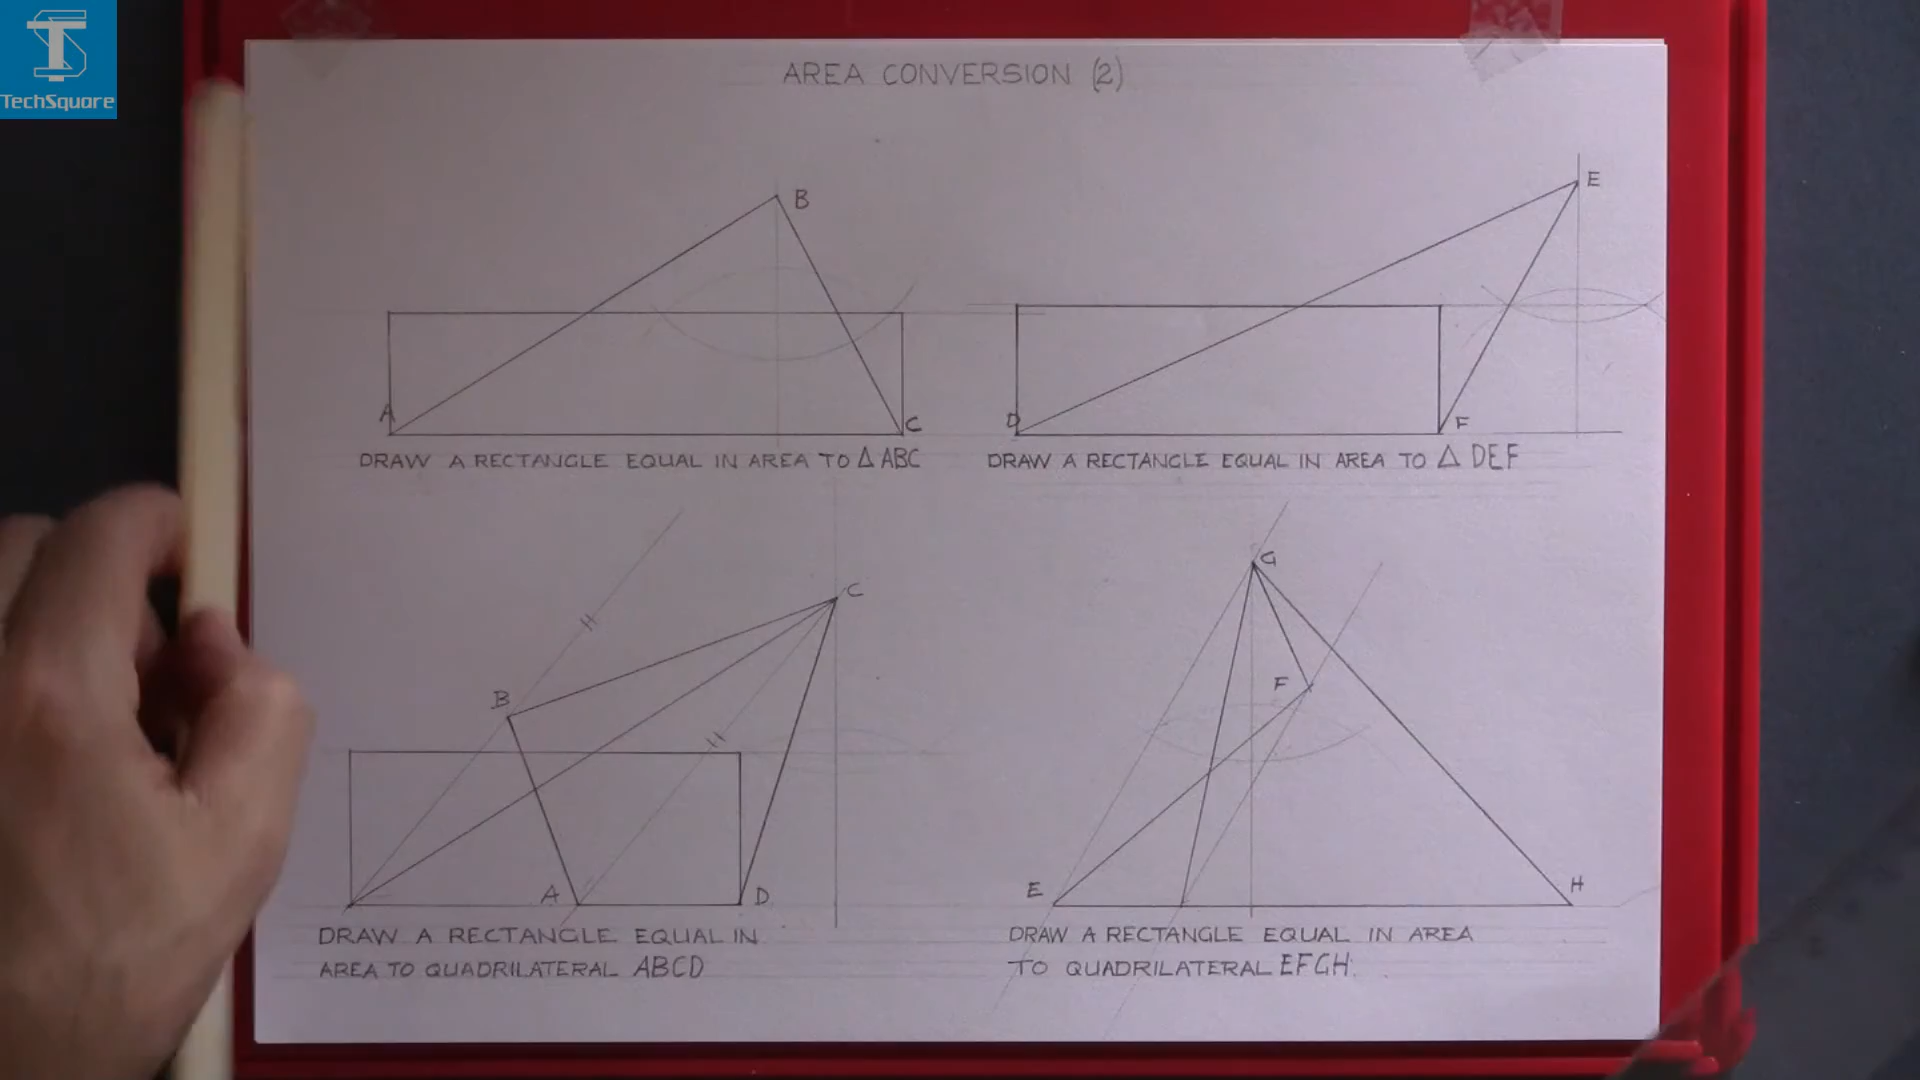 TechSquare
AREA CONVERSION (2)
B
E
A
C
D
F
DRAW A RECTANGLE EQUAL IN AREA TO △ ABC
DRAW A RECTANGLE EQUAL IN AREA TO △ DEF
G
C
B
F
A
D
E
H
DRAW A RECTANGLE EQUAL IN
AREA TO QUADRILATERAL ABCD
DRAW A RECTANGLE EQUAL IN AREA
TO QUADRILATERAL EFGH.